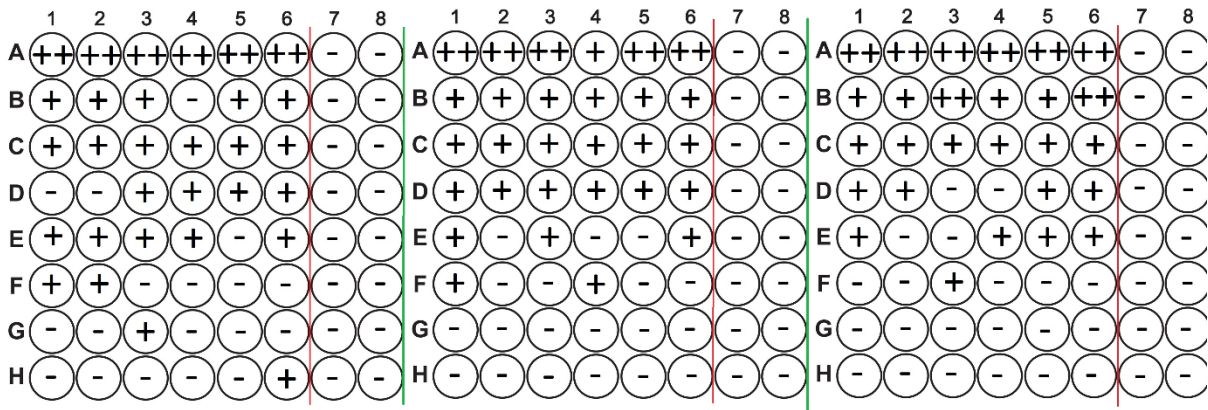 1 2 3 4 5 6 7 8 1 2 3 4 5 6 7 8 1 2 3 4 5 6 7 8
A ++ ++ ++ ++ ++ ++ - - A ++ ++ ++ + ++ ++ - - A ++ ++ ++ ++ ++ ++ - -
B + + + - + + - - B + + + + + + - - B + + ++ + + ++ - -
C + + + + + + - - C + + + + + + - - C + + + + + + - -
D - - + + + + - - D + + + + + + - - D + + - - + + - -
E + + + + - + - - E + - + - - + - - E + - - + + + - -
F + + - - - - - - F + - - + - - - - F - - + - - - - -
G - - + - - - - - G - - - - - - - - G - - - - - - - -
H - - - - - + - - H - - - - - - - - H - - - - - - - -